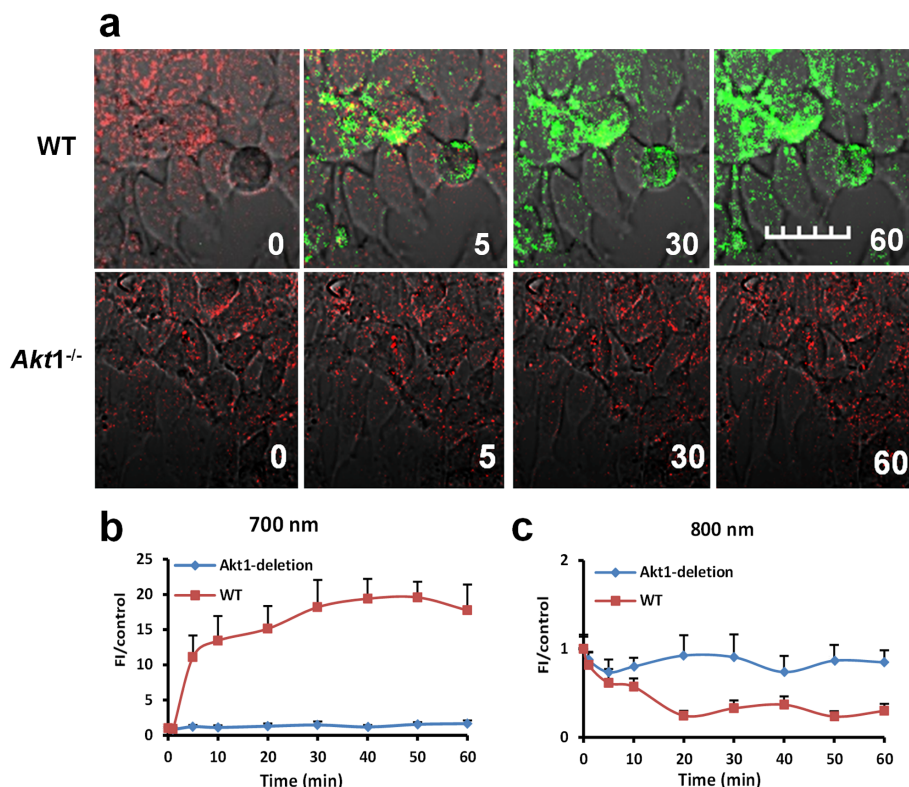 a
WT
0 5 30 60
Akt1-/-
0 5 30 60
b
700 nm
FI/control
25
20
15
10
5
0
Akt1-deletion
WT
0 10 20 30 40 50 60
Time (min)
c
800 nm
FI/control
2
1
0
Akt1-deletion
WT
0 10 20 30 40 50 60
Time (min)